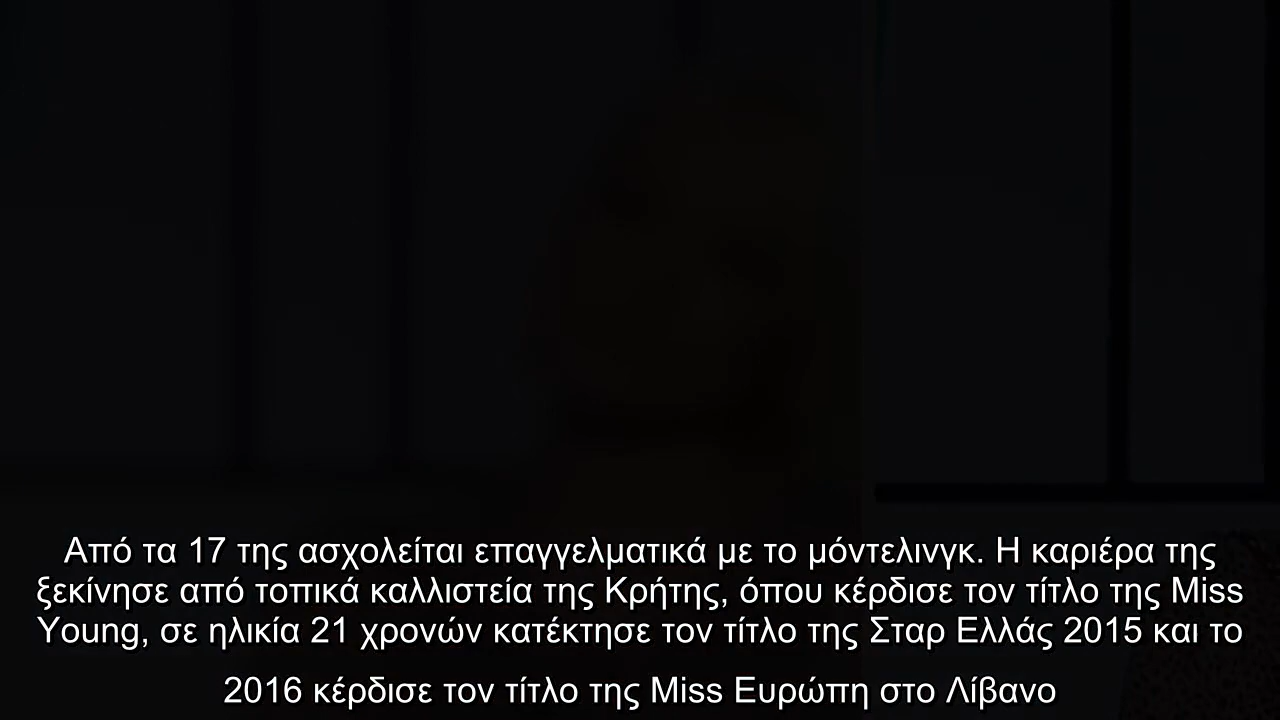 Από τα 17 της ασχολείται επαγγελματικά με το μόντελινγκ. Η καριέρα της
ξεκίνησε από τοπικά καλλιστεία της Κρήτης, όπου κέρδισε τον τίτλο της Miss
Young, σε ηλικία 21 χρονών κατέκτησε τον τίτλο της Σταρ Ελλάς 2015 και το
2016 κέρδισε τον τίτλο της Miss Ευρώπη στο Λίβανο